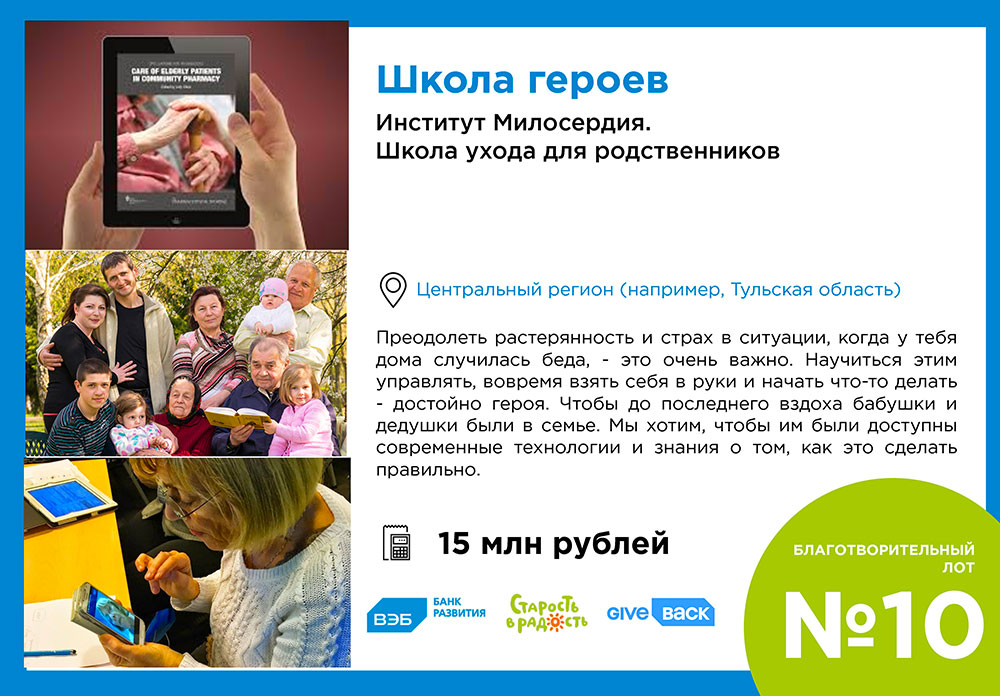 CARE OF ELDERLY PATIENTS
IN COMMUNITY PHARMACY
Школа героев
Институт Милосердия.
Школа ухода для родственников
Центральный регион (например, Тульская область)
Преодолеть растерянность и страх в ситуации, когда у тебя
дома случилась беда, - это очень важно. Научиться этим
управлять, вовремя взять себя в руки и начать что-то делать
- достойно героя. Чтобы до последнего вздоха бабушки и
дедушки были в семье. Мы хотим, чтобы им были доступны
современные технологии и знания о том, как это сделать
правильно.
15 млн рублей
ВЭБ
БАНК
РАЗВИТИЯ
Старость
в радость
GIVE BACK
БЛАГОТВОРИТЕЛЬНЫЙ
ЛОТ
№10